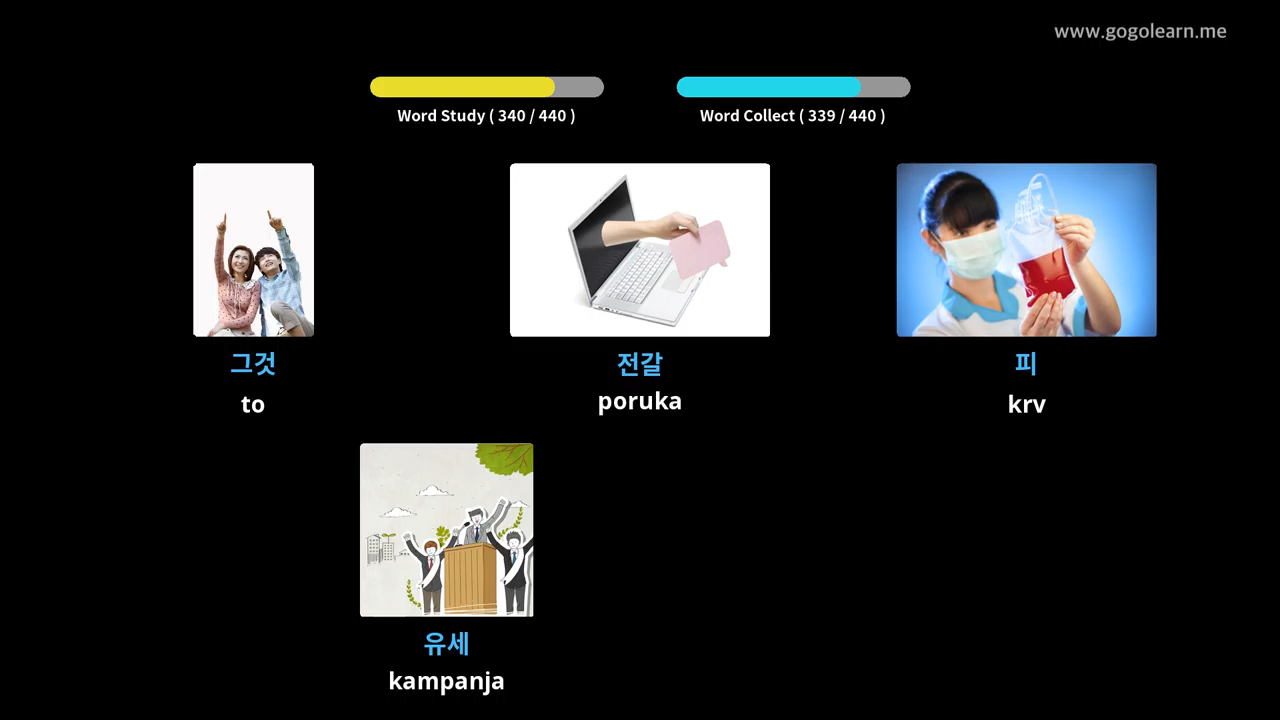 www.gogolearn.me
Word Study ( 340 / 440 )
Word Collect ( 339 / 440 )
그것
to
전갈
poruka
피
krv
유세
kampanja